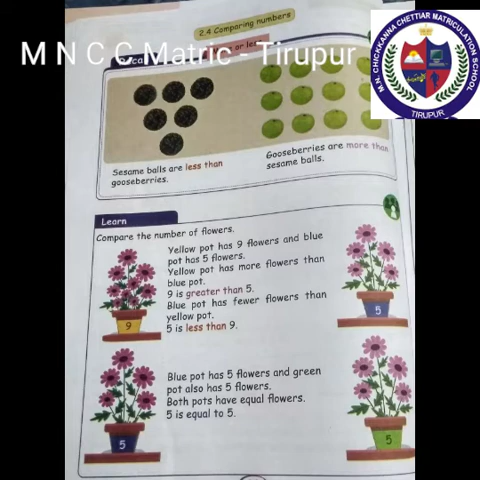 2.4 Comparing numbers
M N C C Matric - Tirupur
M.N. CHICKKANNA CHETTIAR MATRICULATION SCHOOL
TIRUPUR
Sesame balls are less than
gooseberries.
Gooseberries are more than
sesame balls.
Learn
Compare the number of flowers.
Yellow pot has 9 flowers and blue
pot has 5 flowers.
Yellow pot has more flowers than
blue pot.
9 is greater than 5.
Blue pot has fewer flowers than
yellow pot.
5 is less than 9.
9
5
Blue pot has 5 flowers and green
pot also has 5 flowers.
Both pots have equal flowers.
5 is equal to 5.
5
5